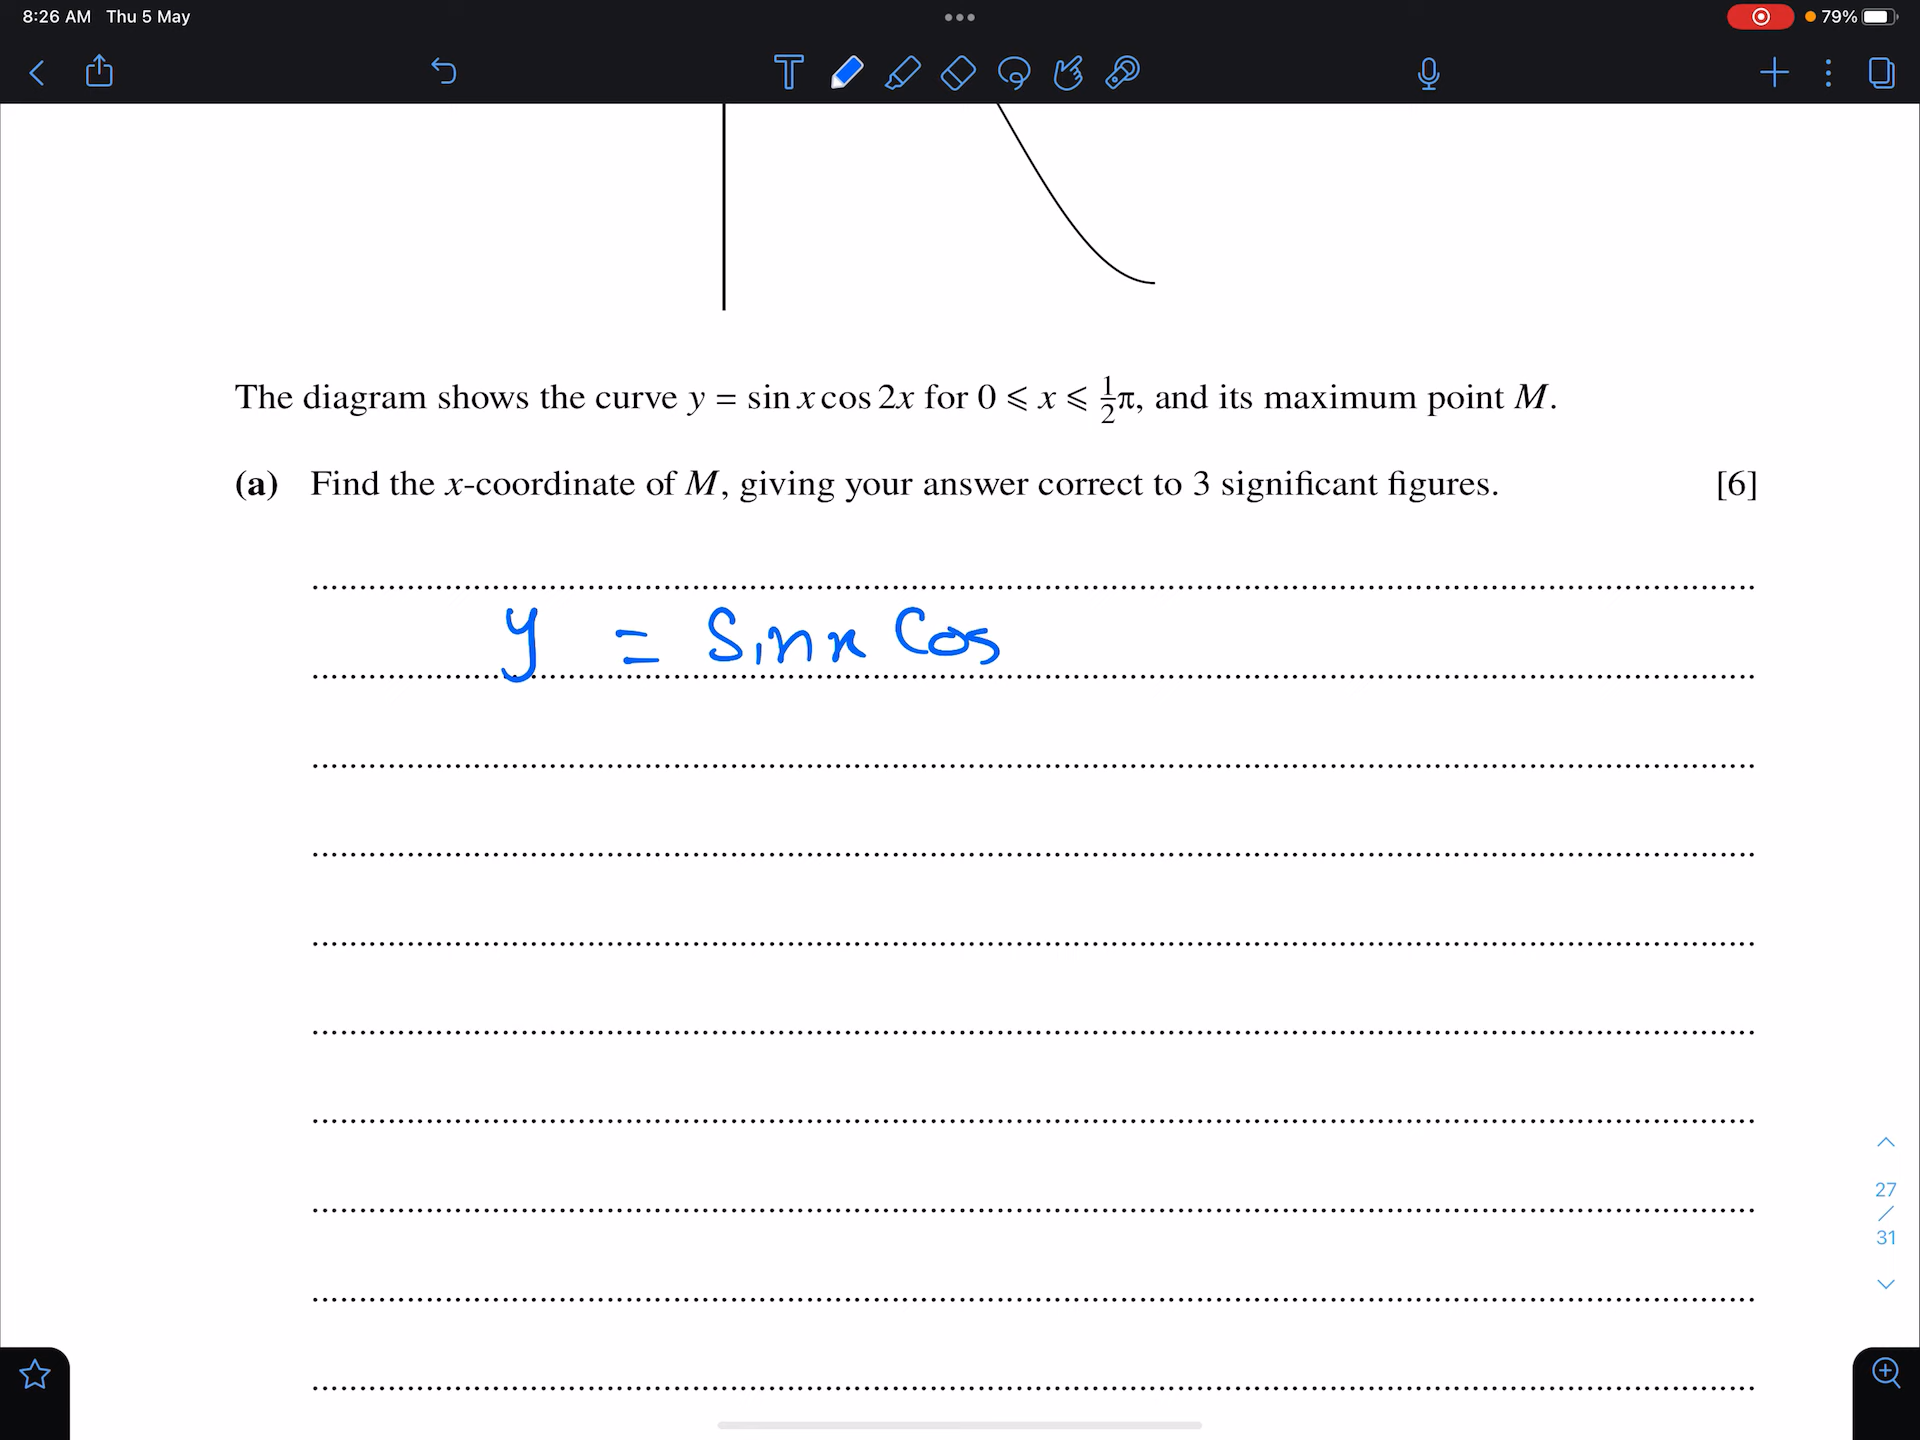 8:26 AM Thu 5 May
79%
The diagram shows the curve y = sin x cos 2x for 0 ⩽ x ⩽ ½π, and its maximum point M.
(a) Find the x-coordinate of M, giving your answer correct to 3 significant figures. [6]
y = Sinx Cos
27
/
31